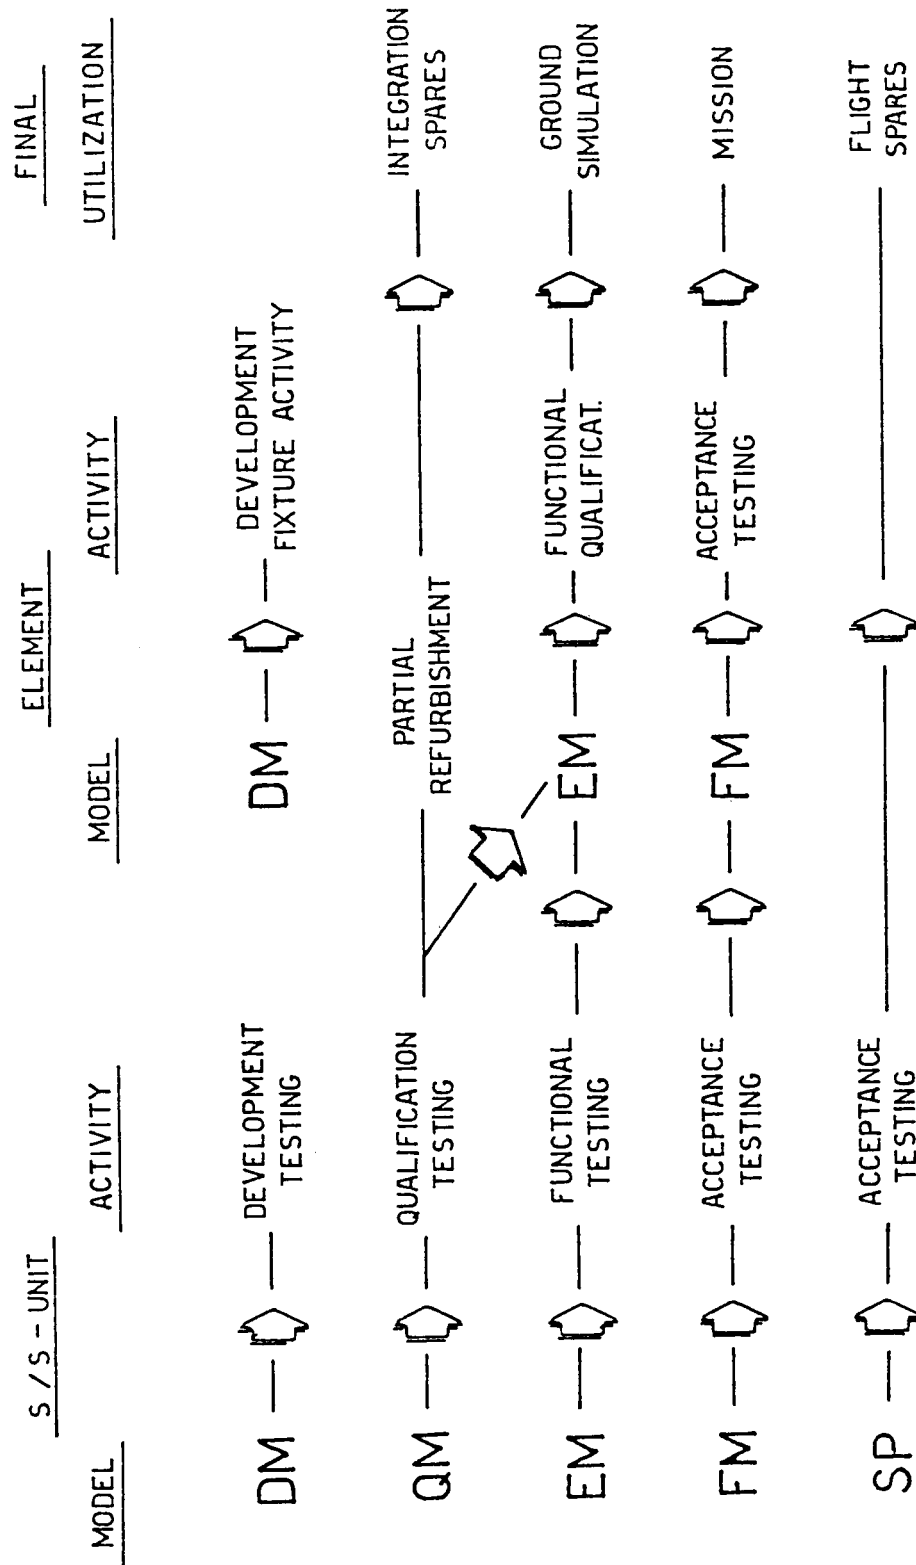 S/S-UNIT
ELEMENT
FINAL
MODEL
ACTIVITY
MODEL
ACTIVITY
UTILIZATION
DM
DEVELOPMENT
TESTING
DM
DEVELOPMENT
FIXTURE ACTIVITY
QM
QUALIFICATION
TESTING
PARTIAL
REFURBISHMENT
INTEGRATION
SPARES
EM
FUNCTIONAL
TESTING
EM
FUNCTIONAL
QUALIFICAT.
GROUND
SIMULATION
FM
ACCEPTANCE
TESTING
FM
ACCEPTANCE
TESTING
MISSION
SP
ACCEPTANCE
TESTING
FLIGHT
SPARES